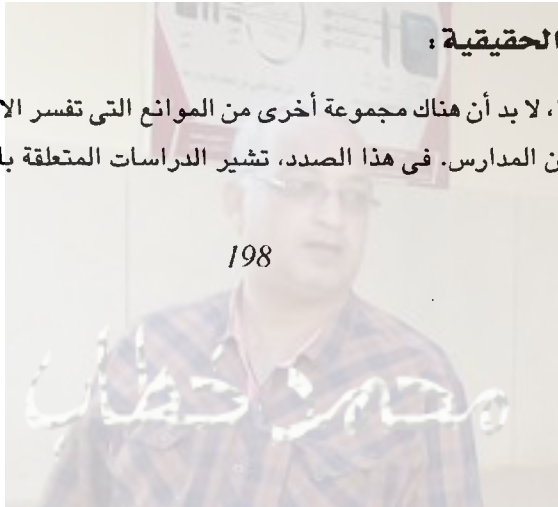 الحقيقية :
، لا بد أن هناك مجموعة أخرى من الموانع التى تفسر الا
ن المدارس. فى هذا الصدد، تشير الدراسات المتعلقة با
198
محمد خطاب